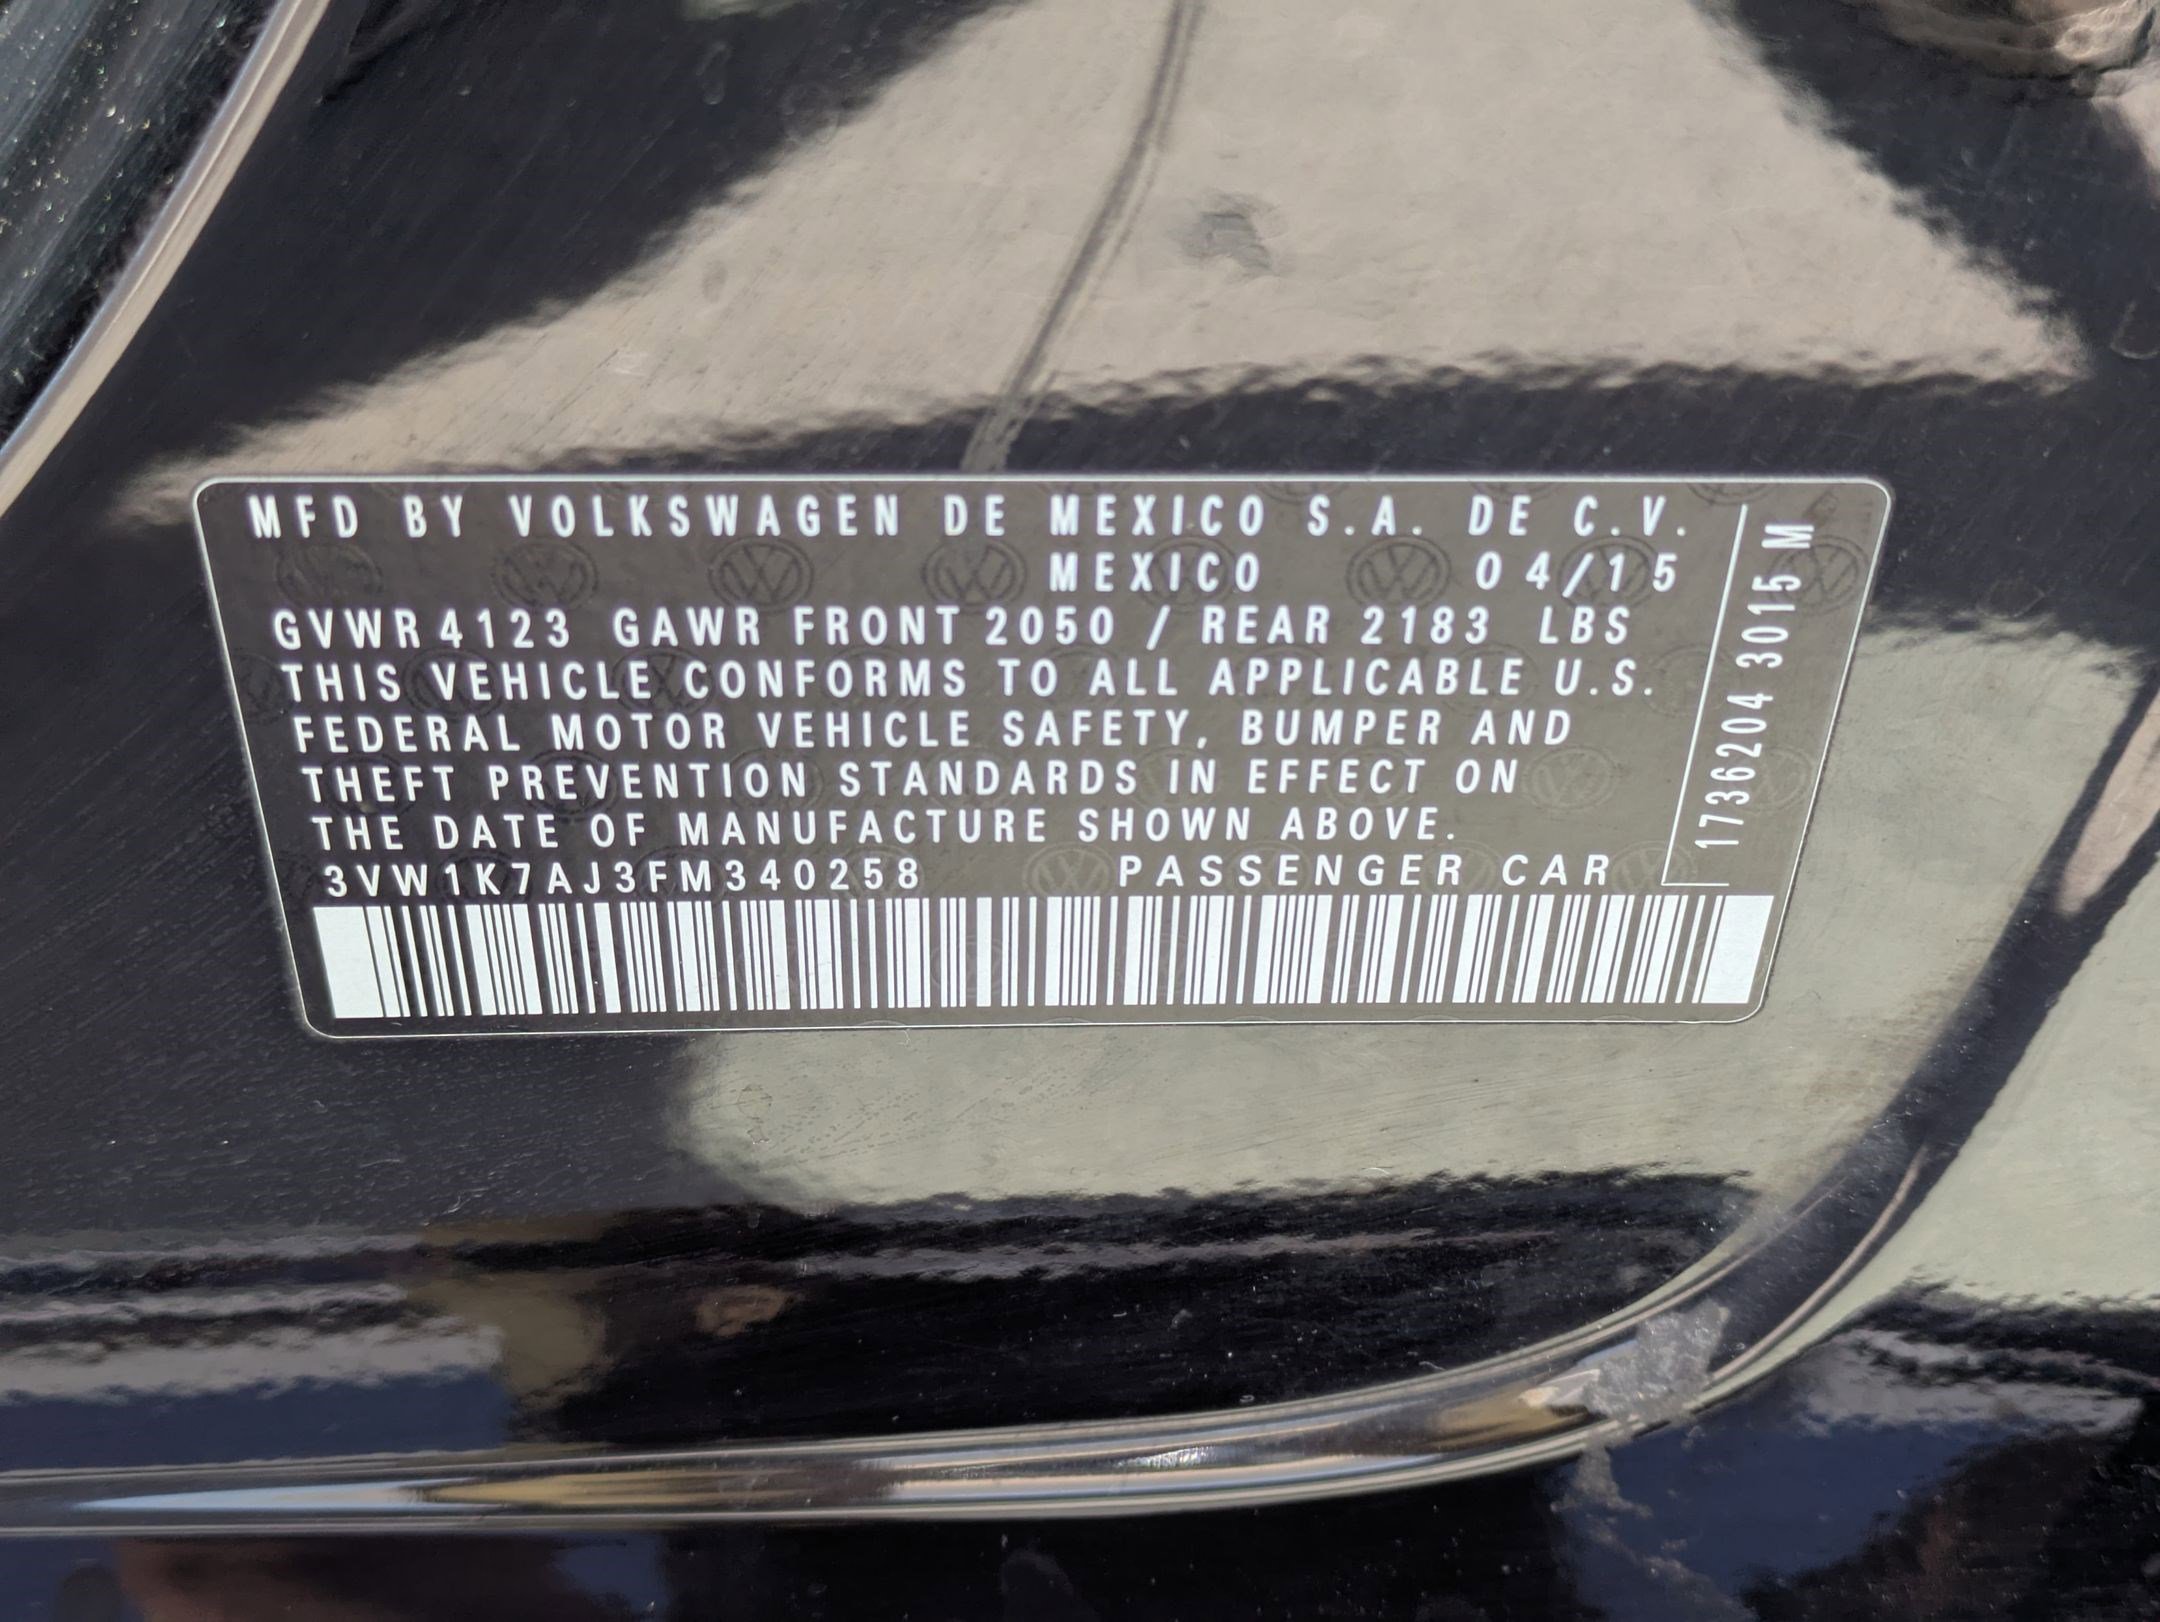 MFD BY VOLKSWAGEN DE MEXICO S.A. DE C.V.
MEXICO 04/15
GVWR 4123 GAWR FRONT 2050 / REAR 2183 LBS
THIS VEHICLE CONFORMS TO ALL APPLICABLE U.S.
FEDERAL MOTOR VEHICLE SAFETY, BUMPER AND
THEFT PREVENTION STANDARDS IN EFFECT ON
THE DATE OF MANUFACTURE SHOWN ABOVE.
3VW1K7AJ3FM340258 PASSENGER CAR
1736204 3015 M